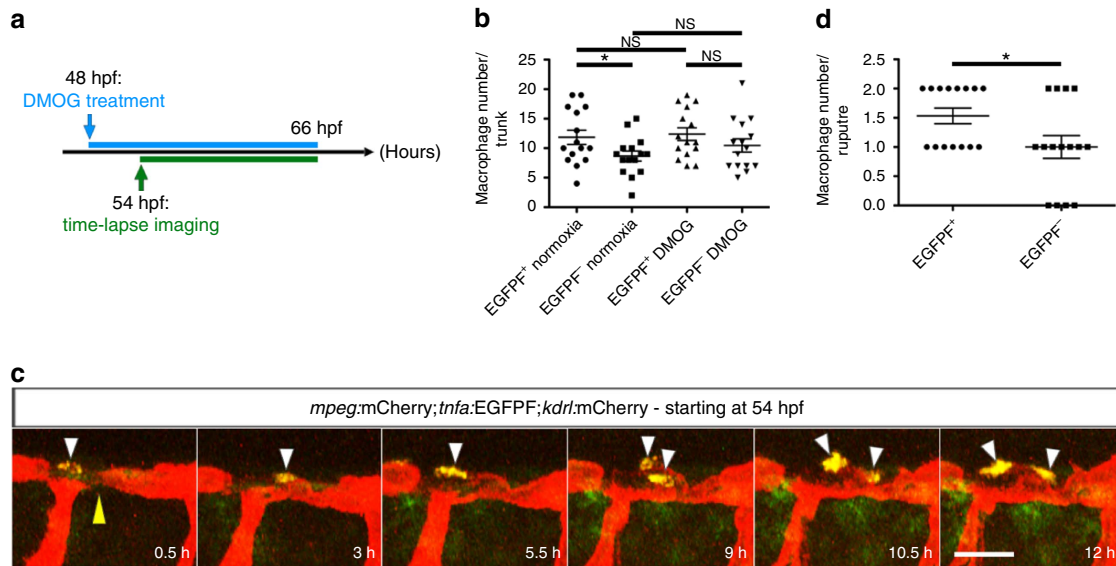 a
48 hpf:
DMOG treatment
66 hpf
(Hours)
54 hpf:
time-lapse imaging
b
NS
NS
*
NS
Macrophage number/
trunk
25
20
15
10
5
0
EGFPF⁺ normoxia
EGFPF⁻ normoxia
EGFPF⁺ DMOG
EGFPF⁻ DMOG
d
*
Macrophage number/
ruputre
2.5
2.0
1.5
1.0
0.5
0.0
EGFPF⁺
EGFPF⁻
c
mpeg:mCherry;tnfa:EGFPF;kdrl:mCherry - starting at 54 hpf
0.5 h
3 h
5.5 h
9 h
10.5 h
12 h